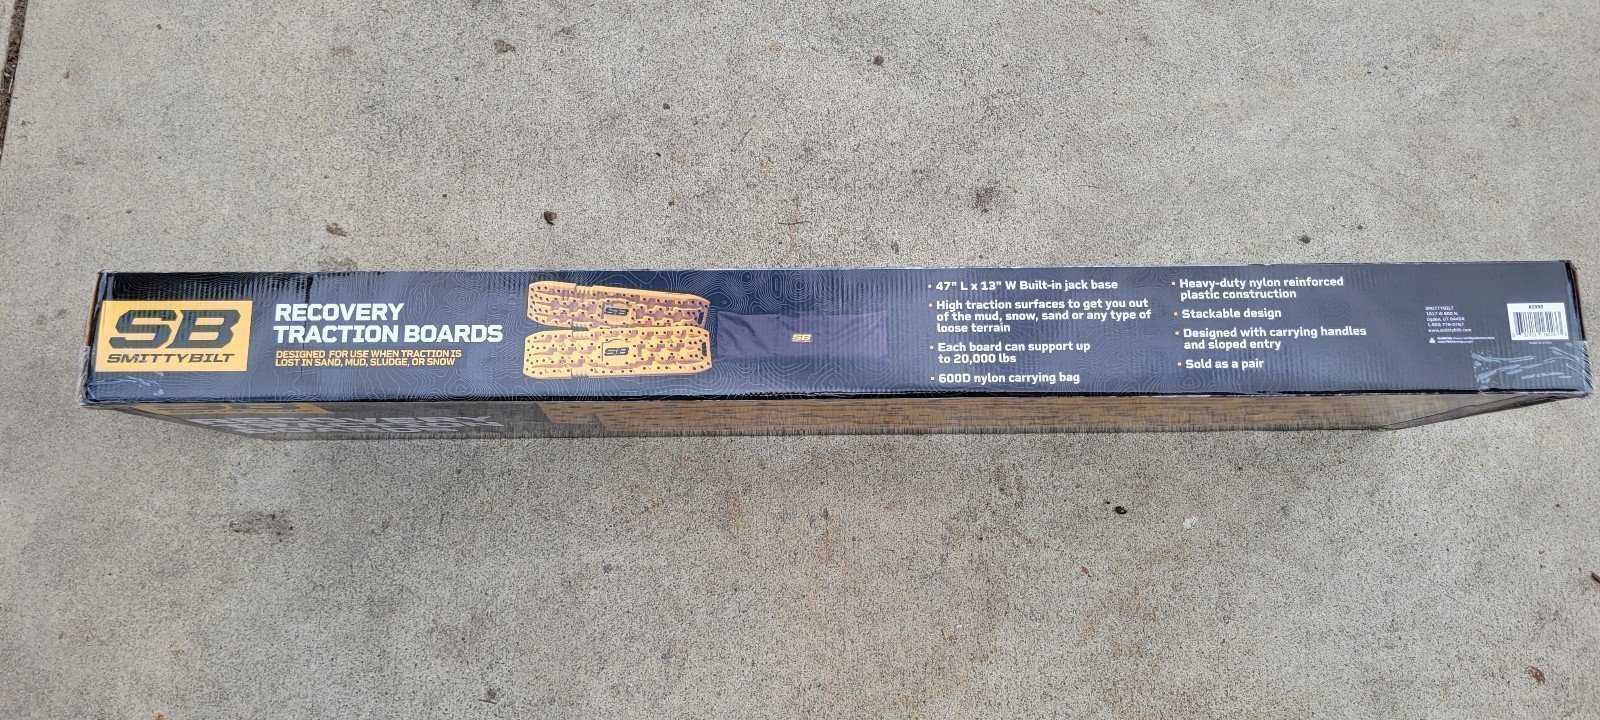 SB
SMITTYBILT
RECOVERY
TRACTION BOARDS
DESIGNED FOR USE WHEN TRACTION IS
LOST IN SAND, MUD, SLUDGE, OR SNOW
SB
SB
SB
• 47" L x 13" W Built-in jack base
• High traction surfaces to get you out
of the mud, snow, sand or any type of
loose terrain
• Each board can support up
to 20,000 lbs
• 600D nylon carrying bag
• Heavy-duty nylon reinforced
plastic construction
• Stackable design
• Designed with carrying handles
and sloped entry
• Sold as a pair
SMITTYBILT
RECOVERY